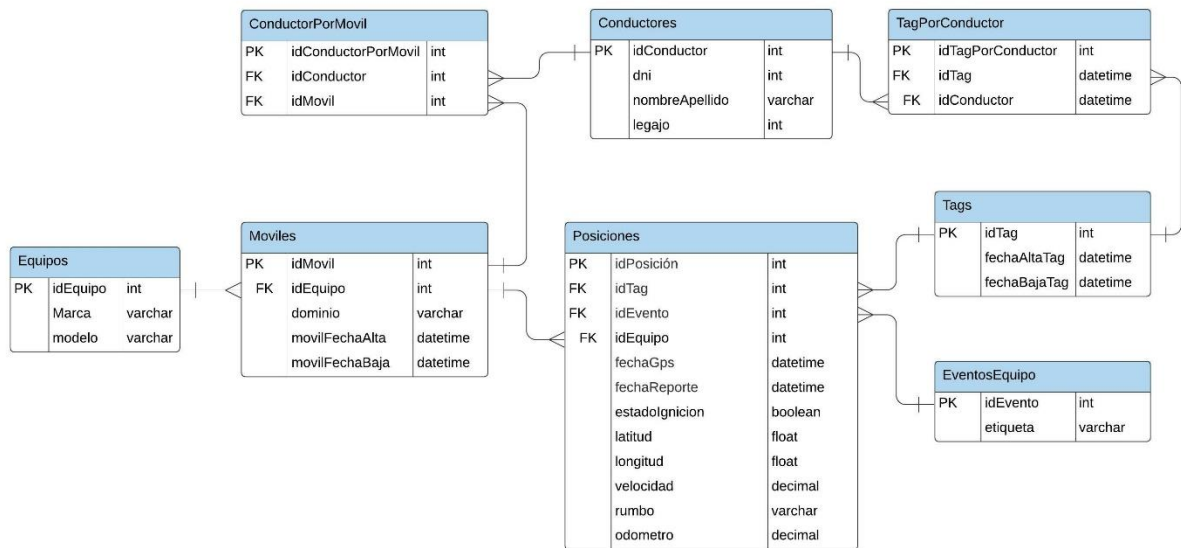 ConductorPorMovil
PK idConductorPorMovil int
FK idConductor int
FK idMovil int
Conductores
PK idConductor int
dni int
nombreApellido varchar
legajo int
TagPorConductor
PK idTagPorConductor int
FK idTag datetime
FK idConductor datetime
Equipos
PK idEquipo int
Marca varchar
modelo varchar
Moviles
PK idMovil int
FK idEquipo int
dominio varchar
movilFechaAlta datetime
movilFechaBaja datetime
Posiciones
PK idPosición int
FK idTag int
FK idEvento int
FK idEquipo int
fechaGps datetime
fechaReporte datetime
estadoIgnicion boolean
latitud float
longitud float
velocidad decimal
rumbo varchar
odometro decimal
Tags
PK idTag int
fechaAltaTag datetime
fechaBajaTag datetime
EventosEquipo
PK idEvento int
etiqueta varchar